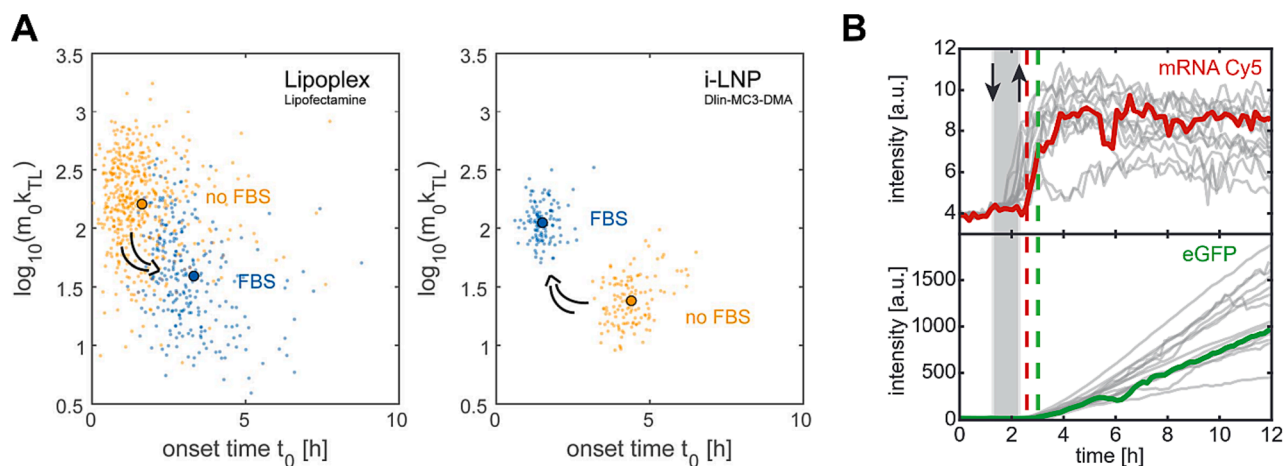 A
3.5
3
2.5
2
1.5
1
0.5
0
5
10
log10(m0kTL)
onset time t0 [h]
Lipoplex
Lipofectamine
no FBS
FBS
3.5
3
2.5
2
1.5
1
0.5
0
5
10
log10(m0kTL)
onset time t0 [h]
i-LNP
Dlin-MC3-DMA
FBS
no FBS
B
12
10
8
6
4
intensity [a.u.]
mRNA Cy5
1500
1000
500
0
intensity [a.u.]
eGFP
0 2 4 6 8 10 12
time [h]